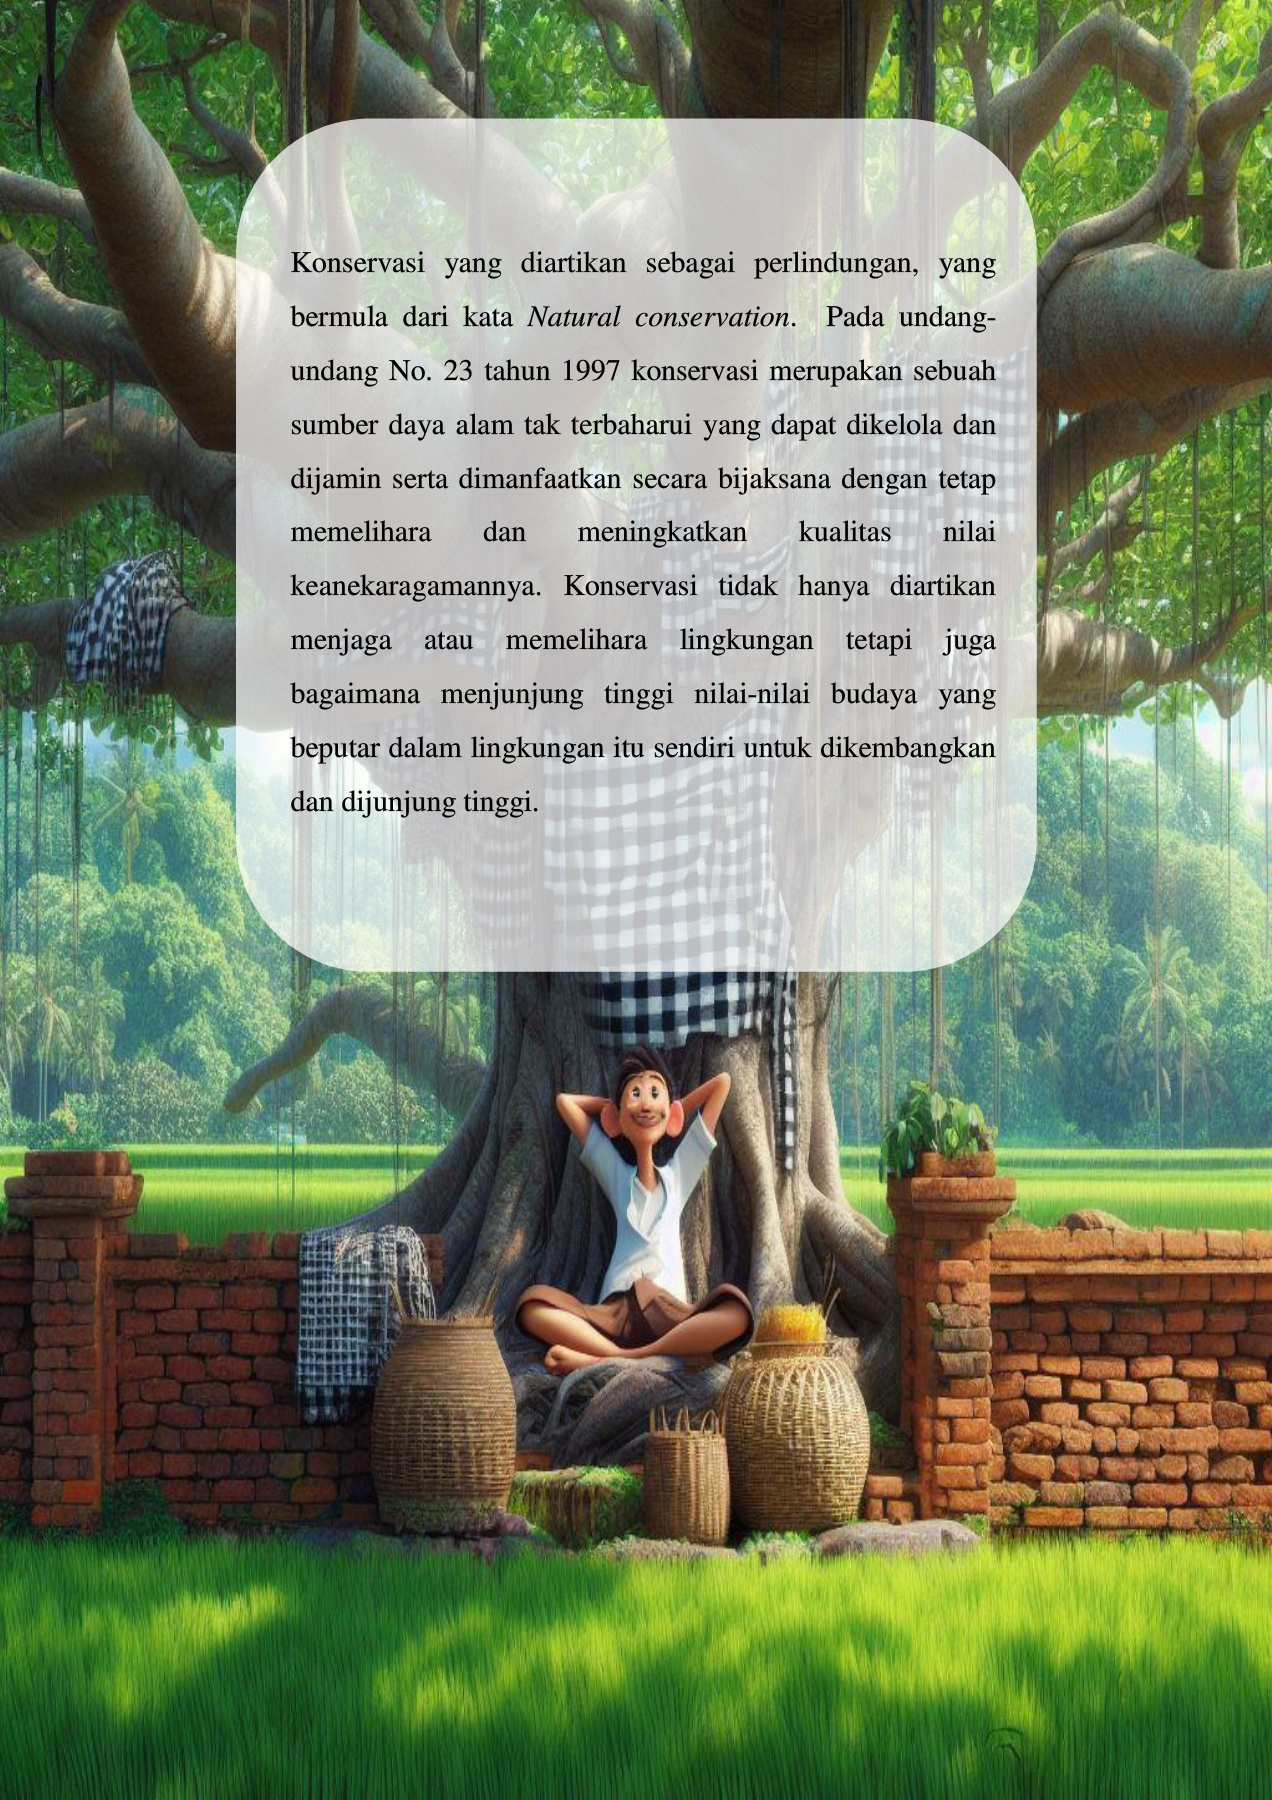 Konservasi yang diartikan sebagai perlindungan, yang
bermula dari kata Natural conservation. Pada undang-
undang No. 23 tahun 1997 konservasi merupakan sebuah
sumber daya alam tak terbaharui yang dapat dikelola dan
dijamin serta dimanfaatkan secara bijaksana dengan tetap
memelihara dan meningkatkan kualitas nilai
keanekaragamannya. Konservasi tidak hanya diartikan
menjaga atau memelihara lingkungan tetapi juga
bagaimana menjunjung tinggi nilai-nilai budaya yang
beputar dalam lingkungan itu sendiri untuk dikembangkan
dan dijunjung tinggi.